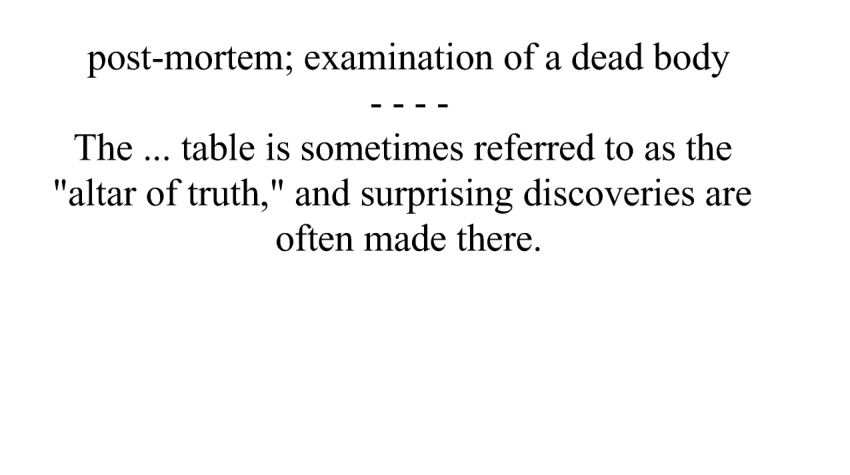 post-mortem; examination of a dead body
- - - -
The ... table is sometimes referred to as the
"altar of truth," and surprising discoveries are
often made there.